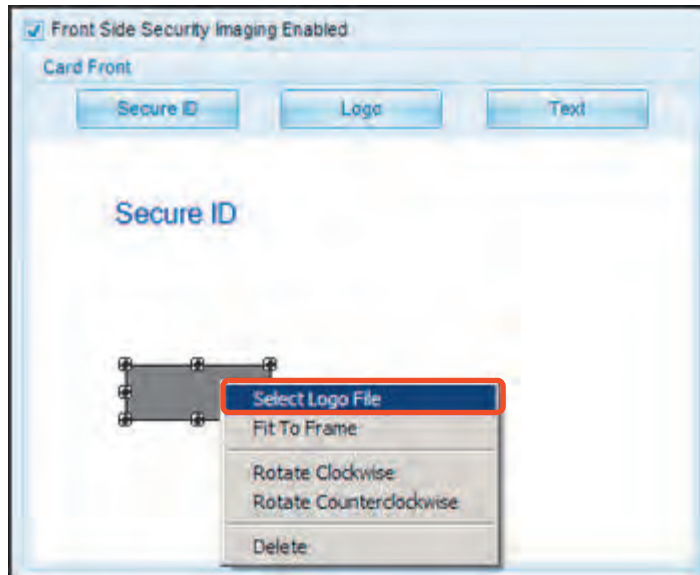 Front Side Security Imaging Enabled
Card Front
Secure ID
Logo
Text
Secure ID
Select Logo File
Fit To Frame
Rotate Clockwise
Rotate Counterclockwise
Delete